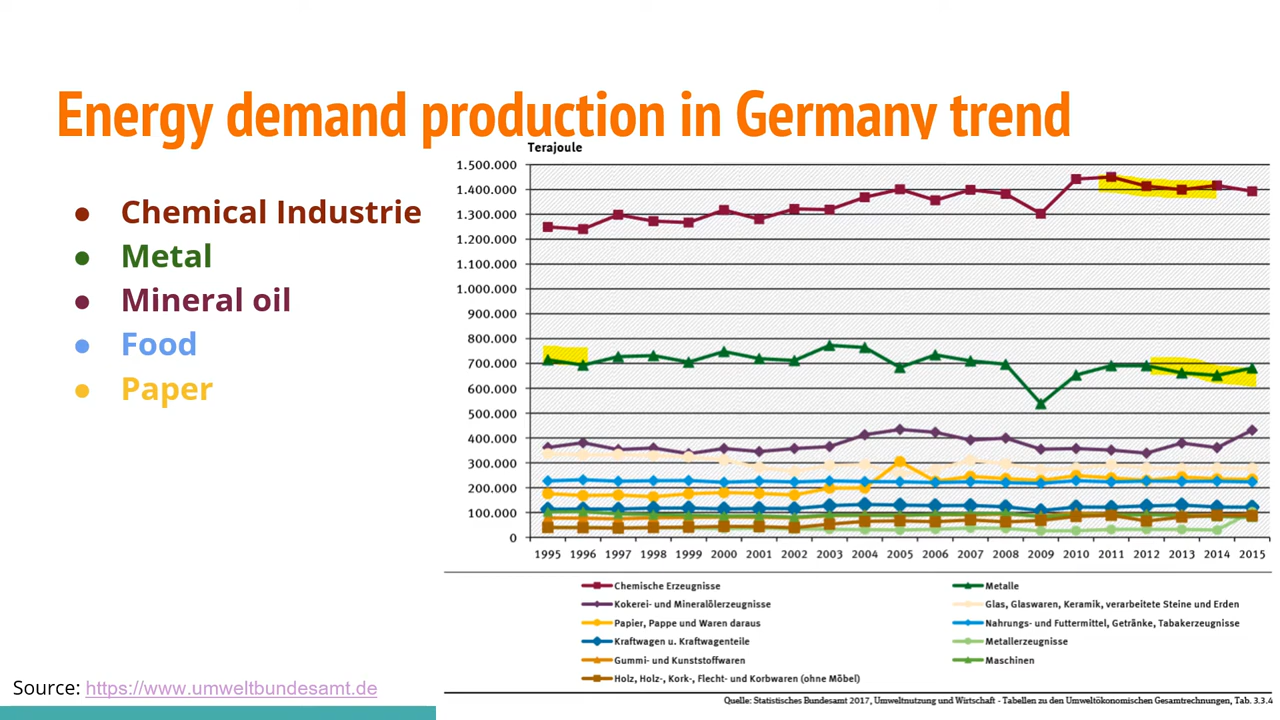 Energy demand production in Germany trend
Chemical Industrie
Metal
Mineral oil
Food
Paper
Terajoule
1.500.000
1.400.000
1.300.000
1.200.000
1.100.000
1.000.000
900.000
800.000
700.000
600.000
500.000
400.000
300.000
200.000
100.000
0
1995 1996 1997 1998 1999 2000 2001 2002 2003 2004 2005 2006 2007 2008 2009 2010 2011 2012 2013 2014 2015
Chemische Erzeugnisse
Metalle
Kokerei- und Mineralölerzeugnisse
Glas, Glaswaren, Keramik, verarbeitete Steine und Erden
Papier, Pappe und Waren daraus
Nahrungs- und Futtermittel, Getränke, Tabakerzeugnisse
Kraftwagen u. Kraftwagenteile
Metallerzeugnisse
Gummi- und Kunststoffwaren
Maschinen
Holz, Holz-, Kork-, Flecht- und Korbwaren (ohne Möbel)
Source: https://www.umweltbundesamt.de
Quelle: Statistisches Bundesamt 2017, Umweltnutzung und Wirtschaft - Tabellen zu den Umweltökonomischen Gesamtrechnungen, Tab. 3.3.4